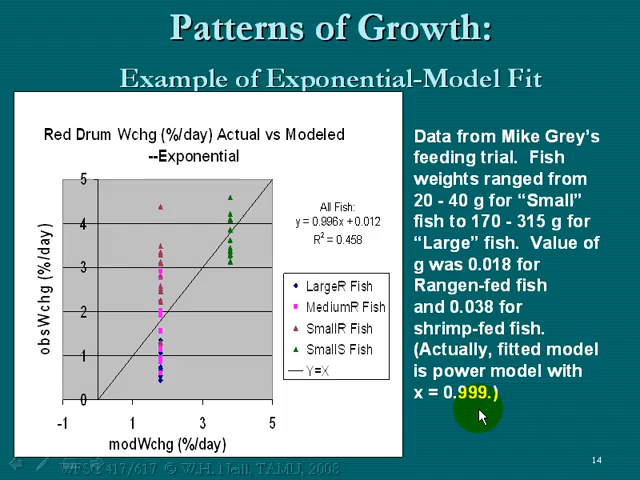 Patterns of Growth:
Example of Exponential-Model Fit
Red Drum Wchg (%/day) Actual vs Modeled
--Exponential
5
4
3
2
1
0
-1
1
3
5
obsWchg (%/day)
modWchg (%/day)
All Fish:
y = 0.996x + 0.012
R² = 0.458
LargeR Fish
MediumR Fish
SmallR Fish
SmallS Fish
Y=X
Data from Mike Grey's
feeding trial. Fish
weights ranged from
20 - 40 g for “Small”
fish to 170 - 315 g for
“Large” fish. Value of
g was 0.018 for
Rangen-fed fish
and 0.038 for
shrimp-fed fish.
(Actually, fitted model
is power model with
x = 0.999.)
WFSC 417/617 © W.H. Neill, TAMU, 2008
14